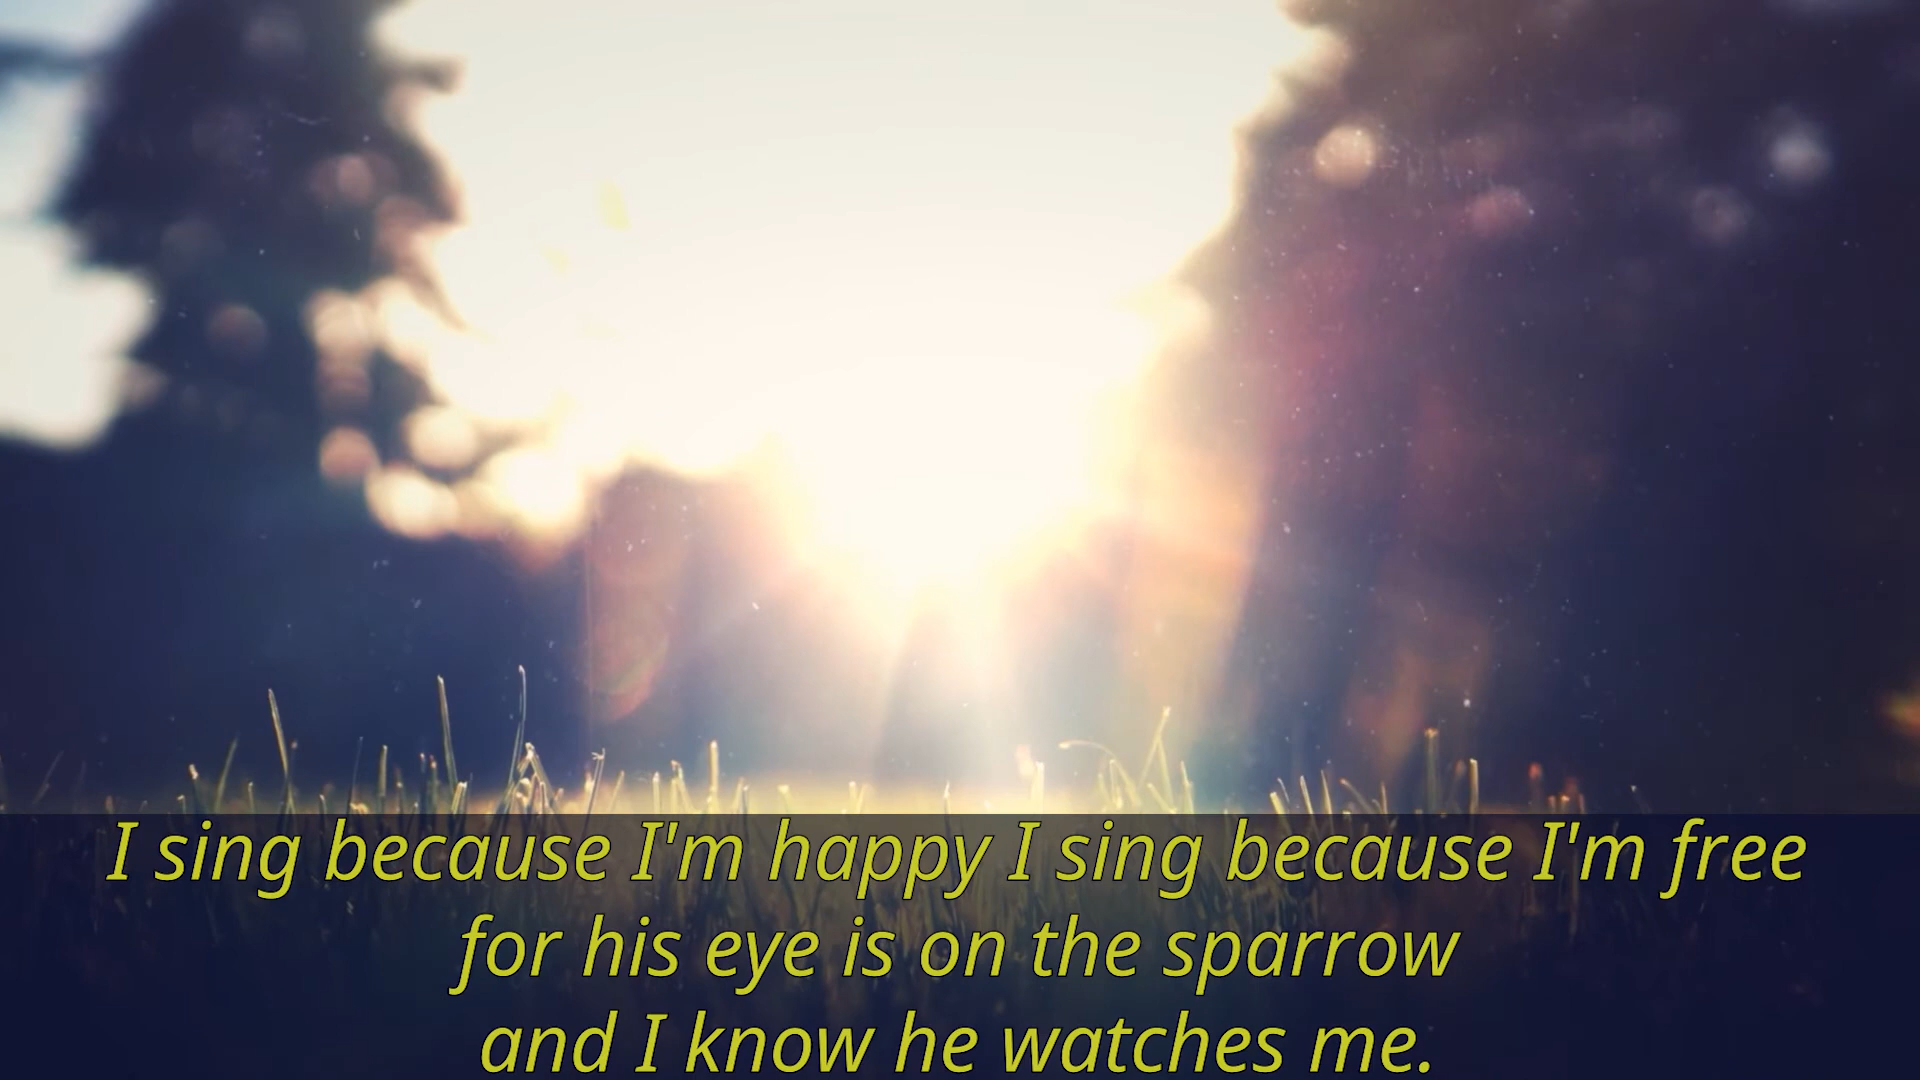 I sing because I'm happy I sing because I'm free
for his eye is on the sparrow
and I know he watches me.